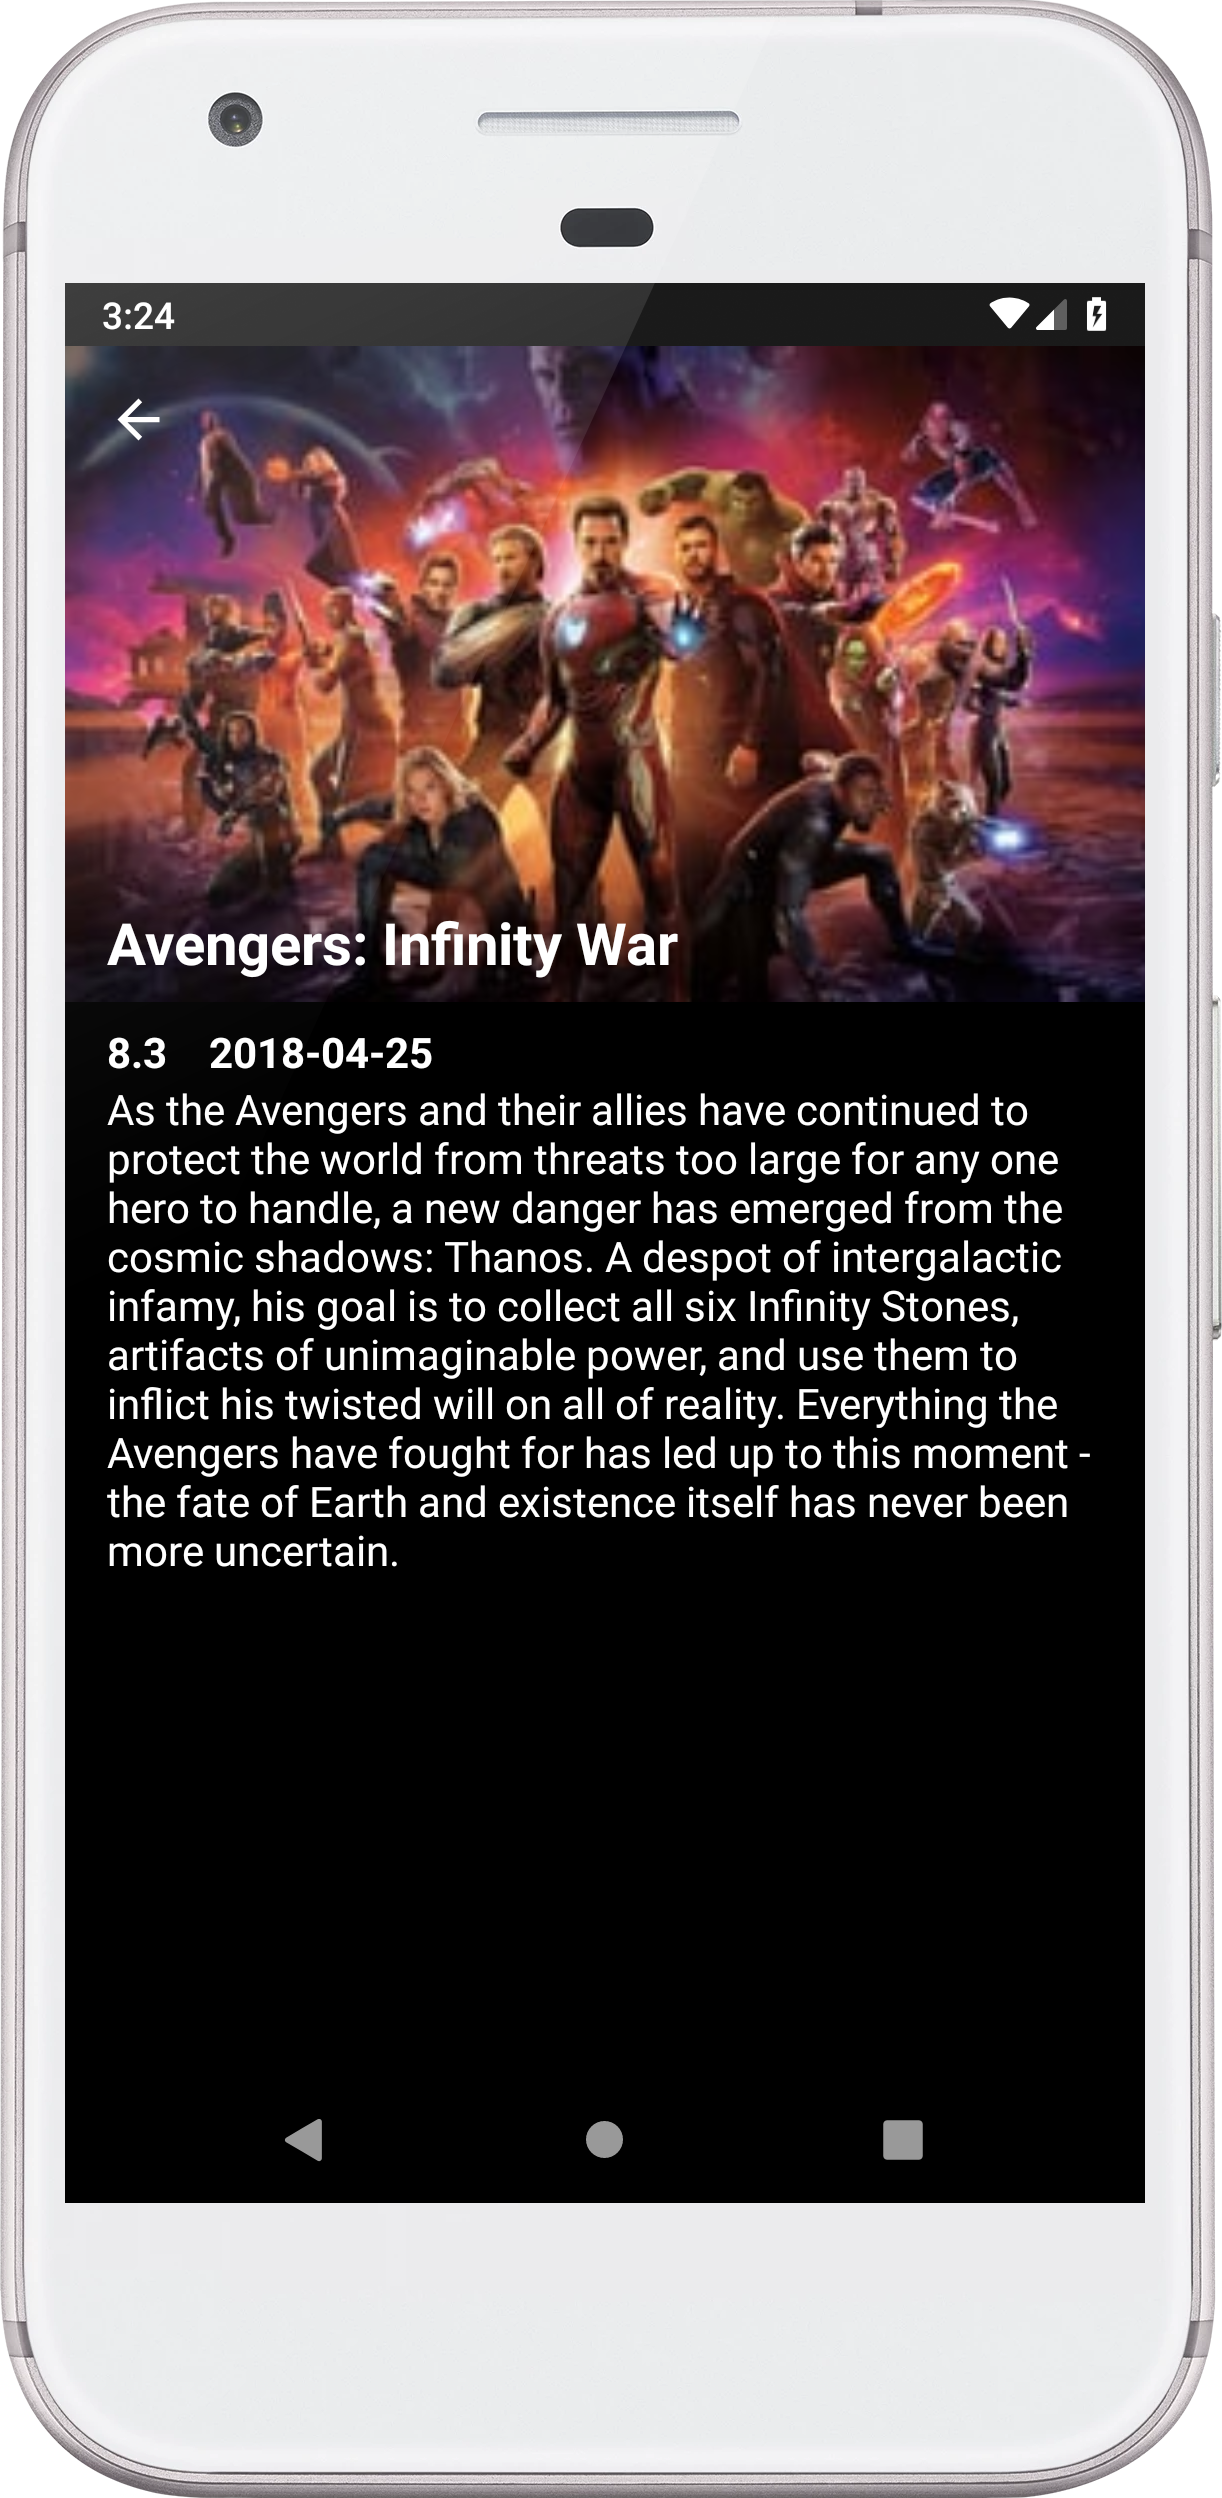 3:24
Avengers: Infinity War
8.3 2018-04-25
As the Avengers and their allies have continued to
protect the world from threats too large for any one
hero to handle, a new danger has emerged from the
cosmic shadows: Thanos. A despot of intergalactic
infamy, his goal is to collect all six Infinity Stones,
artifacts of unimaginable power, and use them to
inflict his twisted will on all of reality. Everything the
Avengers have fought for has led up to this moment -
the fate of Earth and existence itself has never been
more uncertain.